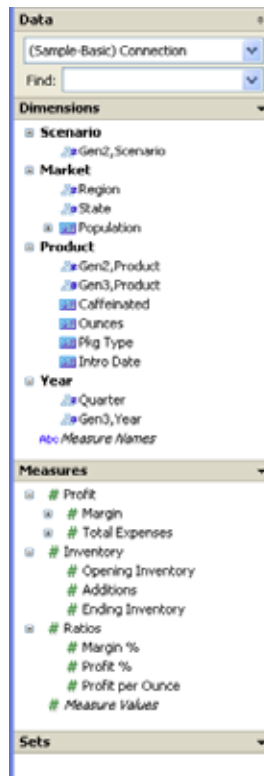 Data
(Sample-Basic) Connection
Find:
Dimensions
Scenario
Gen2,Scenario
Market
Region
State
Population
Product
Gen2,Product
Gen3,Product
Caffeinated
Ounces
Pkg Type
Intro Date
Year
Quarter
Gen3,Year
Abc Measure Names
Measures
# Profit
# Margin
# Total Expenses
# Inventory
# Opening Inventory
# Additions
# Ending Inventory
# Ratios
# Margin %
# Profit %
# Profit per Ounce
# Measure Values
Sets